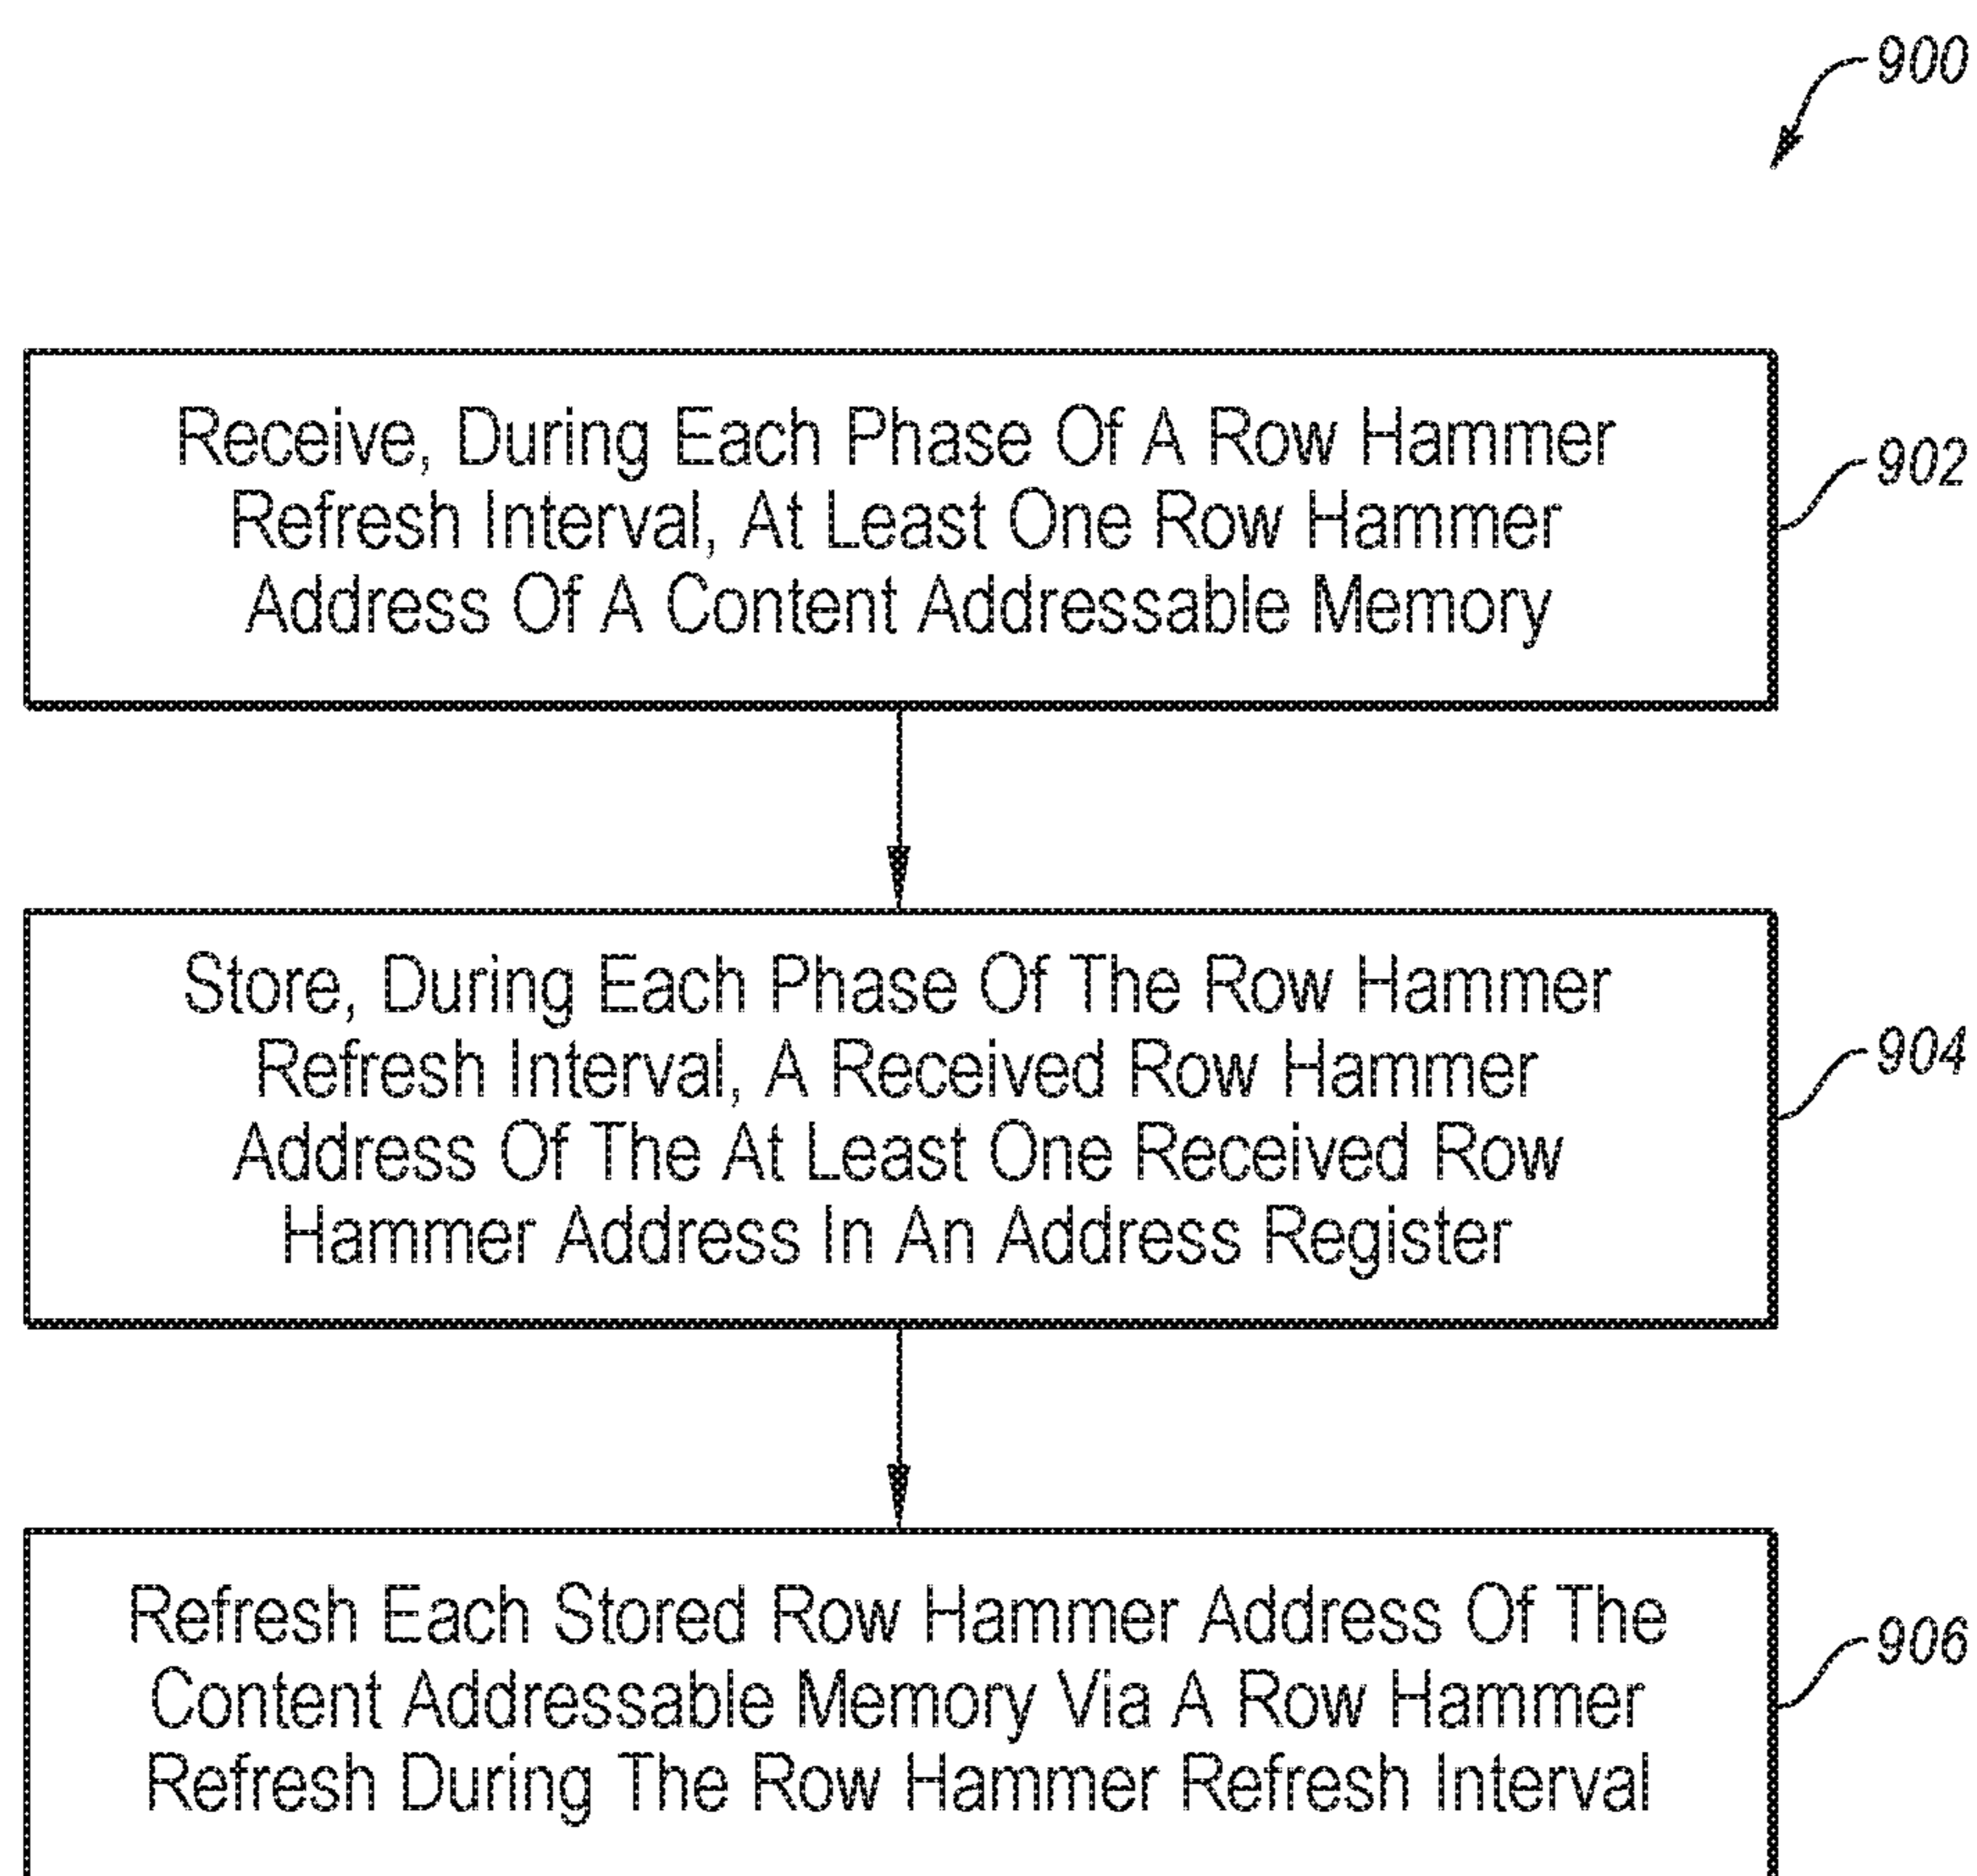 900
Receive, During Each Phase Of A Row Hammer
Refresh Interval, At Least One Row Hammer
Address Of A Content Addressable Memory
902
Store, During Each Phase Of The Row Hammer
Refresh Interval, A Received Row Hammer
Address Of The At Least One Received Row
Hammer Address In An Address Register
904
Refresh Each Stored Row Hammer Address Of The
Content Addressable Memory Via A Row Hammer
Refresh During The Row Hammer Refresh Interval
906